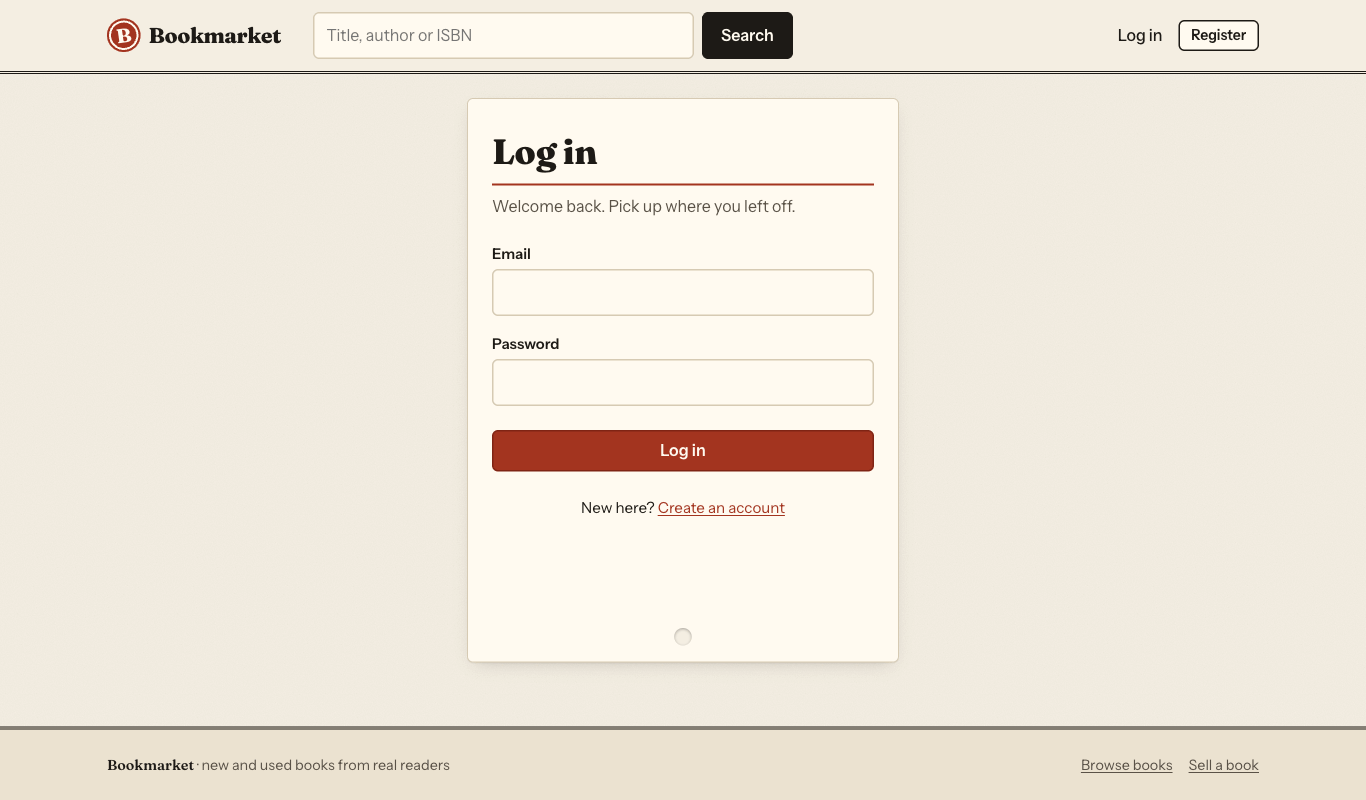 B Bookmarket
Title, author or ISBN
Search
Log in
Register
Log in
Welcome back. Pick up where you left off.
Email
Password
Log in
New here? Create an account
Bookmarket · new and used books from real readers
Browse books
Sell a book